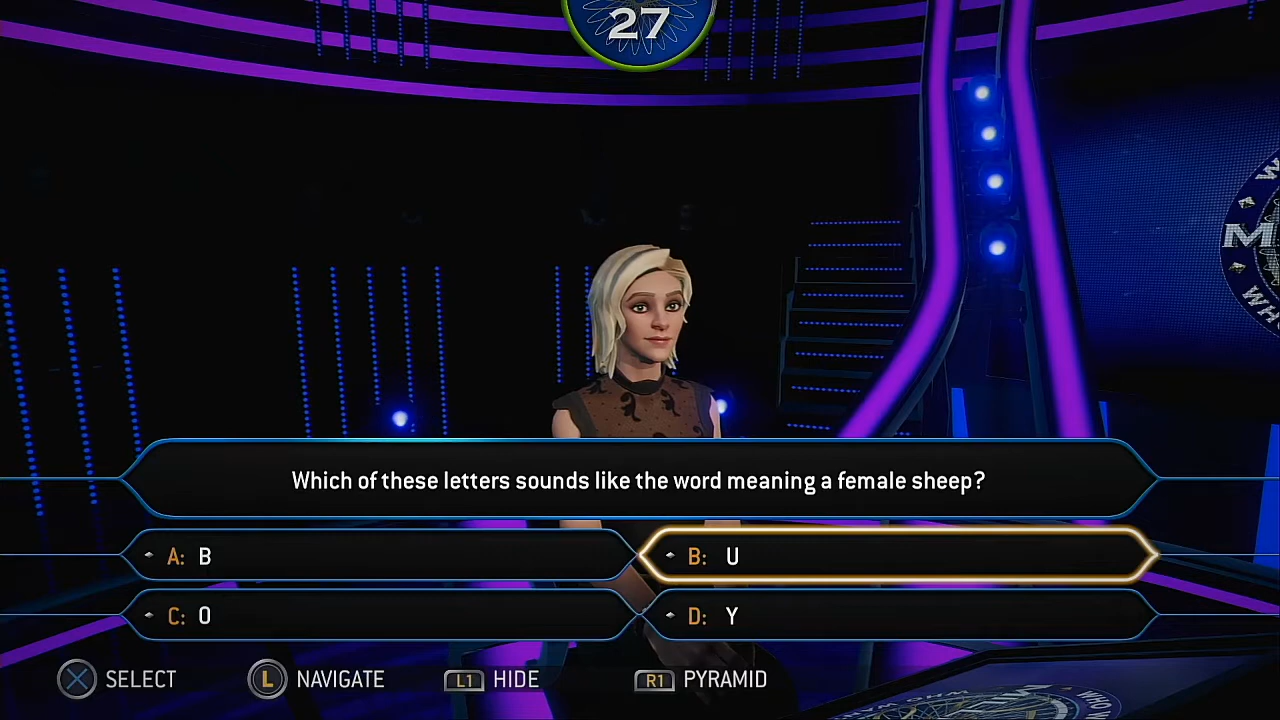 27
Which of these letters sounds like the word meaning a female sheep?
A: B
B: U
C: O
D: Y
SELECT
L NAVIGATE
L1 HIDE
R1 PYRAMID